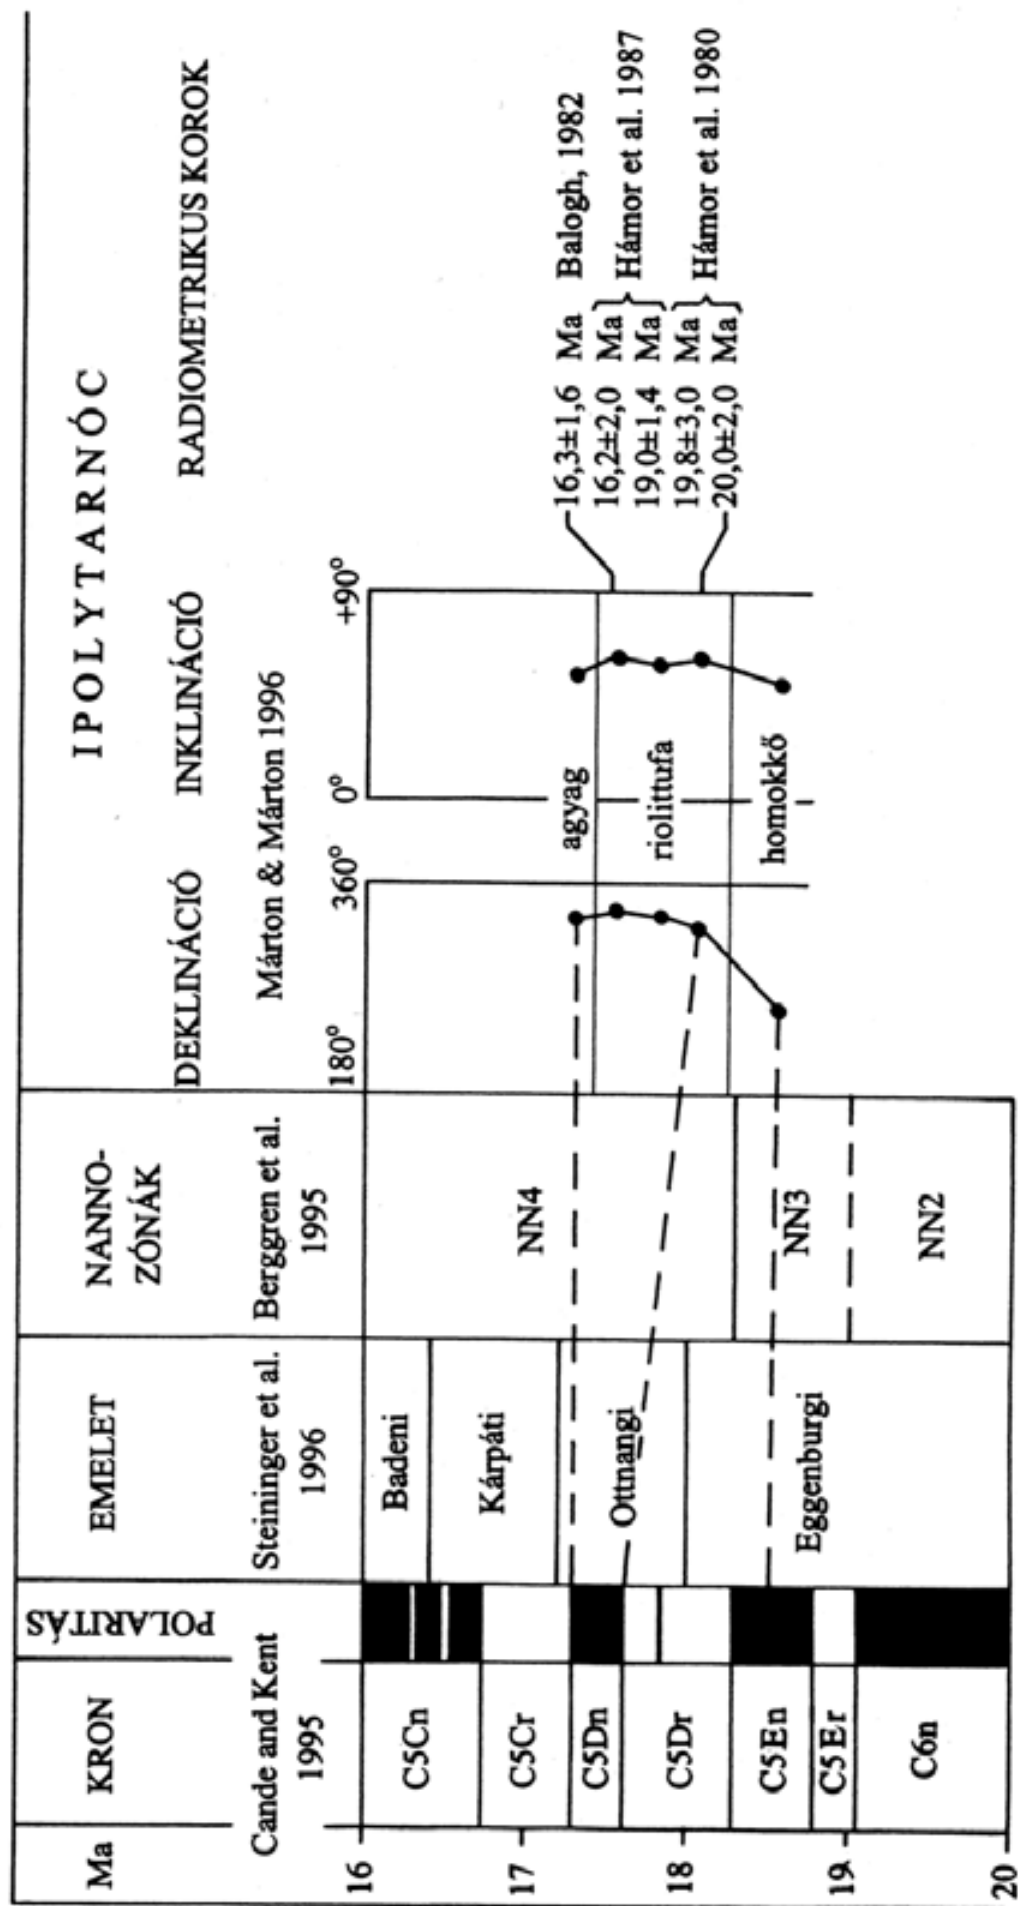 IPOLYTARNÓC
Ma
KRON
POLARITÁS
EMELET
NANNO-
ZÓNÁK
DEKLINÁCIÓ
INKLINÁCIÓ
RADIOMETRIKUS KOROK
Cande and Kent
1995
Steininger et al.
1996
Berggren et al.
1995
Márton & Márton 1996
180°
360°
0°
+90°
16
17
18
19
20
C5Cn
C5Cr
C5Dn
C5Dr
C5En
C5Er
C6n
Badeni
Kárpáti
Ottnangi
Eggenburgi
NN4
NN3
NN2
agyag
riolittufa
homokkő
16,3±1,6 Ma Balogh, 1982
16,2±2,0 Ma
19,0±1,4 Ma
Hámor et al. 1987
19,8±3,0 Ma
20,0±2,0 Ma
Hámor et al. 1980